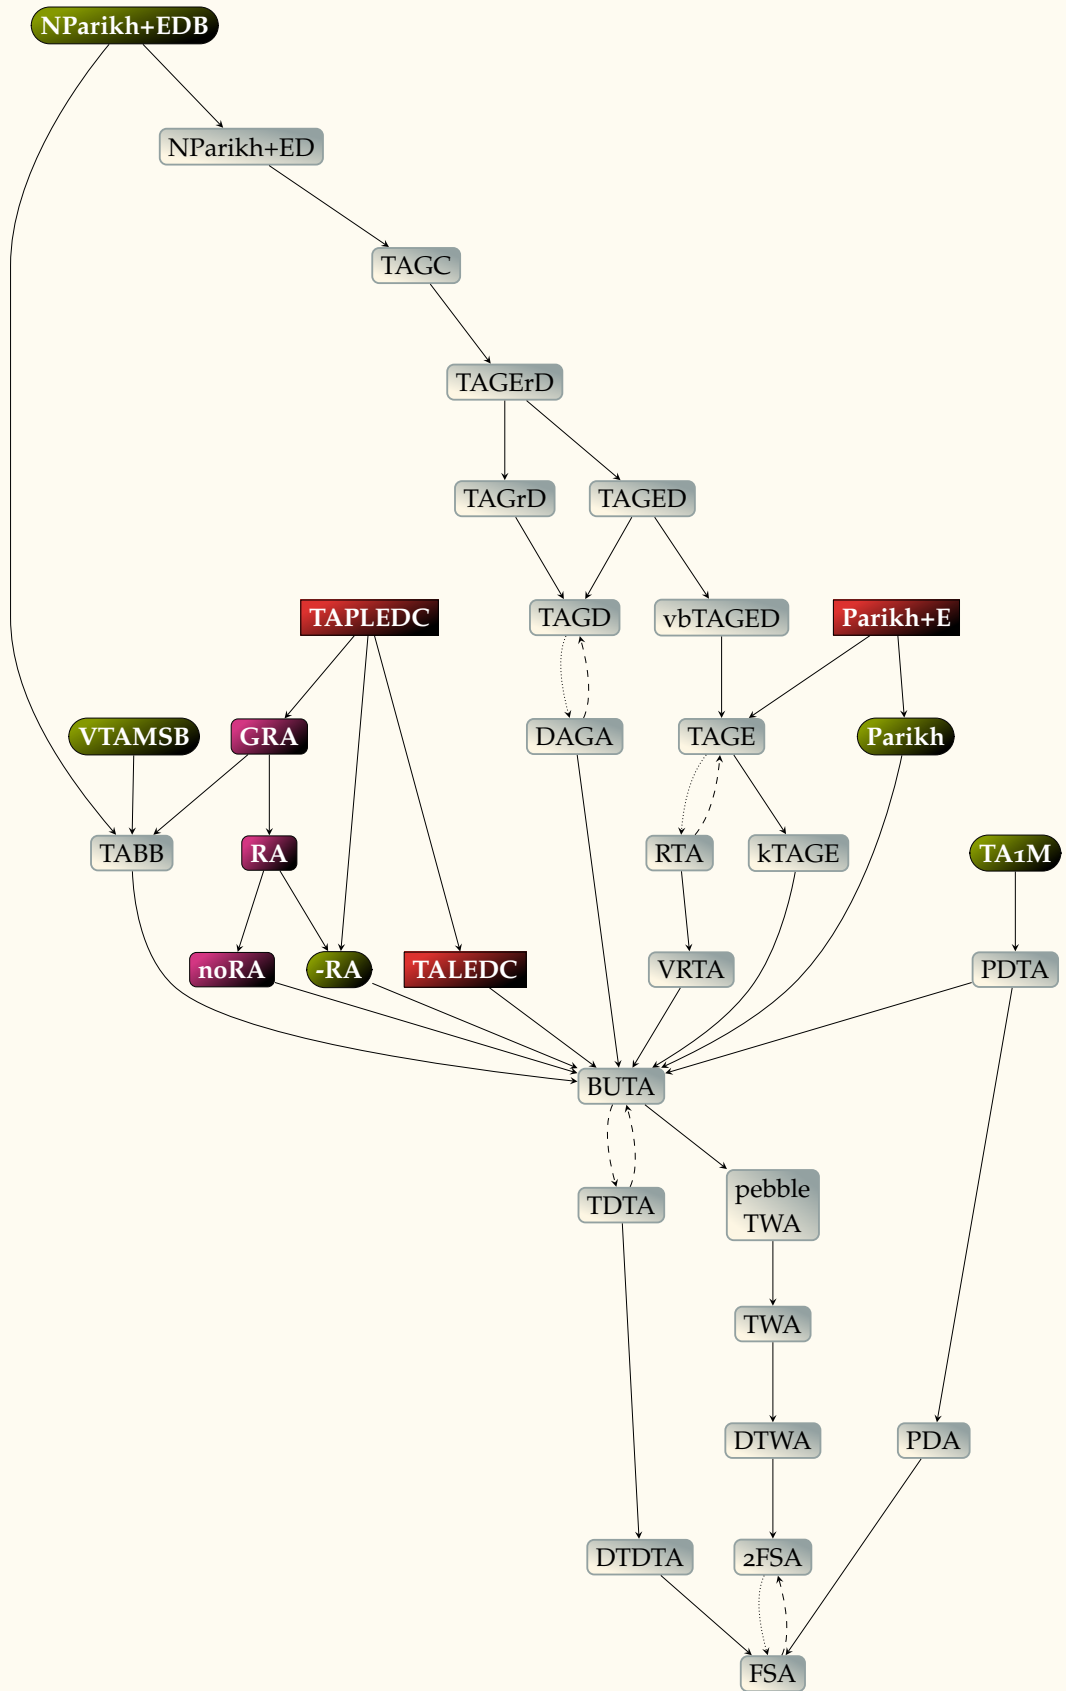 NParikh+EDB
NParikh+ED
TAGC
TAGErD
TAGrD
TAGED
TAPLEDC
TAGD
vbTAGED
Parikh+E
VTAMSB
GRA
DAGA
TAGE
Parikh
TABB
RA
RTA
kTAGE
TA1M
noRA
-RA
TALEDC
VRTA
PDTA
BUTA
TDTA
pebble
TWA
TWA
DTWA
PDA
DTDTA
2FSA
FSA